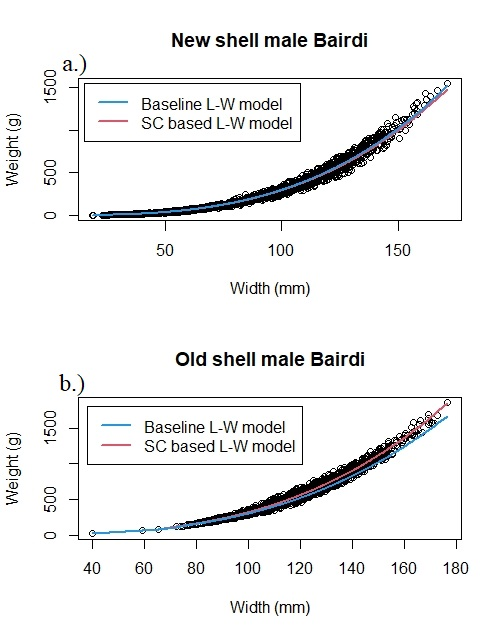 New shell male Bairdi
a.)
Baseline L-W model
SC based L-W model
Weight (g)
1500
500
0
50 100 150
Width (mm)
Old shell male Bairdi
b.)
Baseline L-W model
SC based L-W model
Weight (g)
1500
500
0
40 60 80 100 120 140 160 180
Width (mm)